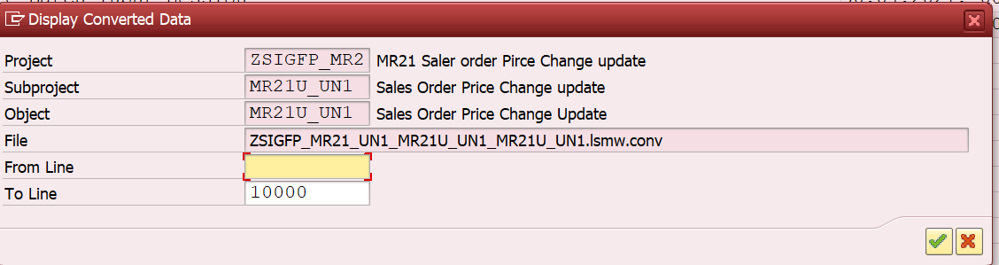 Display Converted Data
Project ZSIGFP_MR2 MR21 Saler order Pirce Change update
Subproject MR21U_UN1 Sales Order Price Change update
Object MR21U_UN1 Sales Order Price Change Update
File ZSIGFP_MR21_UN1_MR21U_UN1_MR21U_UN1.lsmw.conv
From Line
To Line 10000